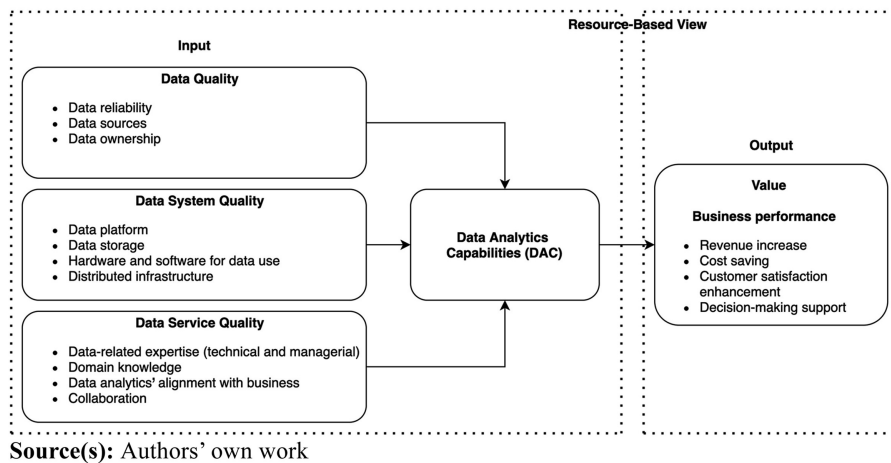 Resource-Based View
Input
Data Quality
• Data reliability
• Data sources
• Data ownership
Data System Quality
• Data platform
• Data storage
• Hardware and software for data use
• Distributed infrastructure
Data Service Quality
• Data-related expertise (technical and managerial)
• Domain knowledge
• Data analytics’ alignment with business
• Collaboration
Data Analytics
Capabilities (DAC)
Output
Value
Business performance
• Revenue increase
• Cost saving
• Customer satisfaction
enhancement
• Decision-making support
Source(s): Authors’ own work